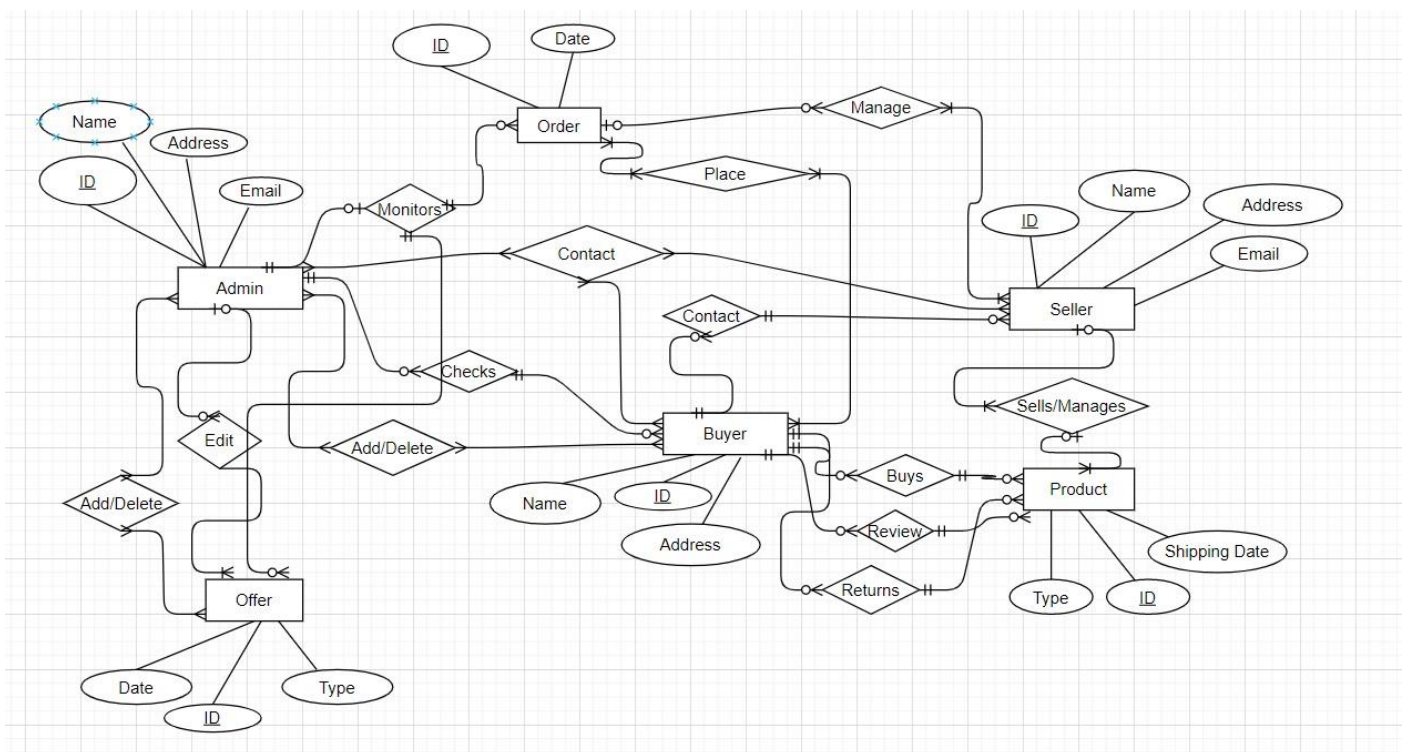 ID
Date
Name
Address
ID
Email
Order
Manage
Place
Monitors
Contact
Name
ID
Address
Email
Admin
Seller
Contact
Checks
Sells/Manages
Edit
Add/Delete
Buyer
Buys
Product
Add/Delete
Name
ID
Address
Review
Shipping Date
Returns
Type
ID
Offer
Date
ID
Type